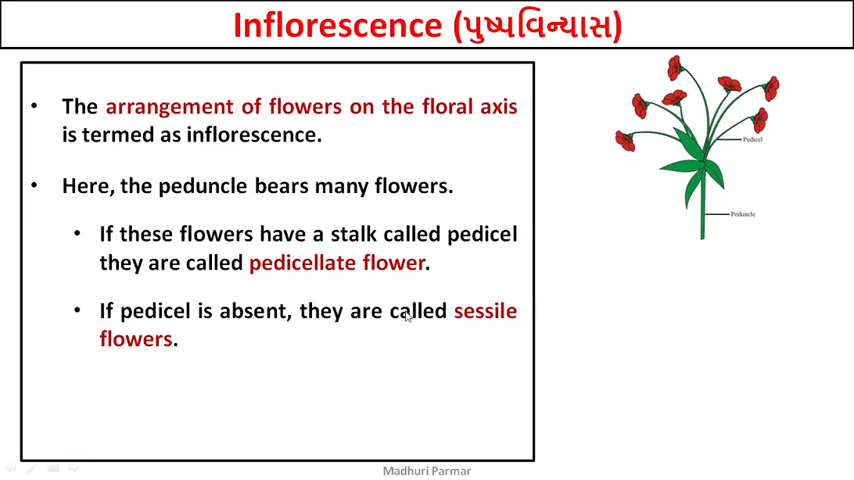 Inflorescence (પુષ્પવિન્યાસ)
• The arrangement of flowers on the floral axis
is termed as inflorescence.
• Here, the peduncle bears many flowers.
• If these flowers have a stalk called pedicel
they are called pedicellate flower.
• If pedicel is absent, they are called sessile
flowers.
Pedicel
Peduncle
Madhuri Parmar